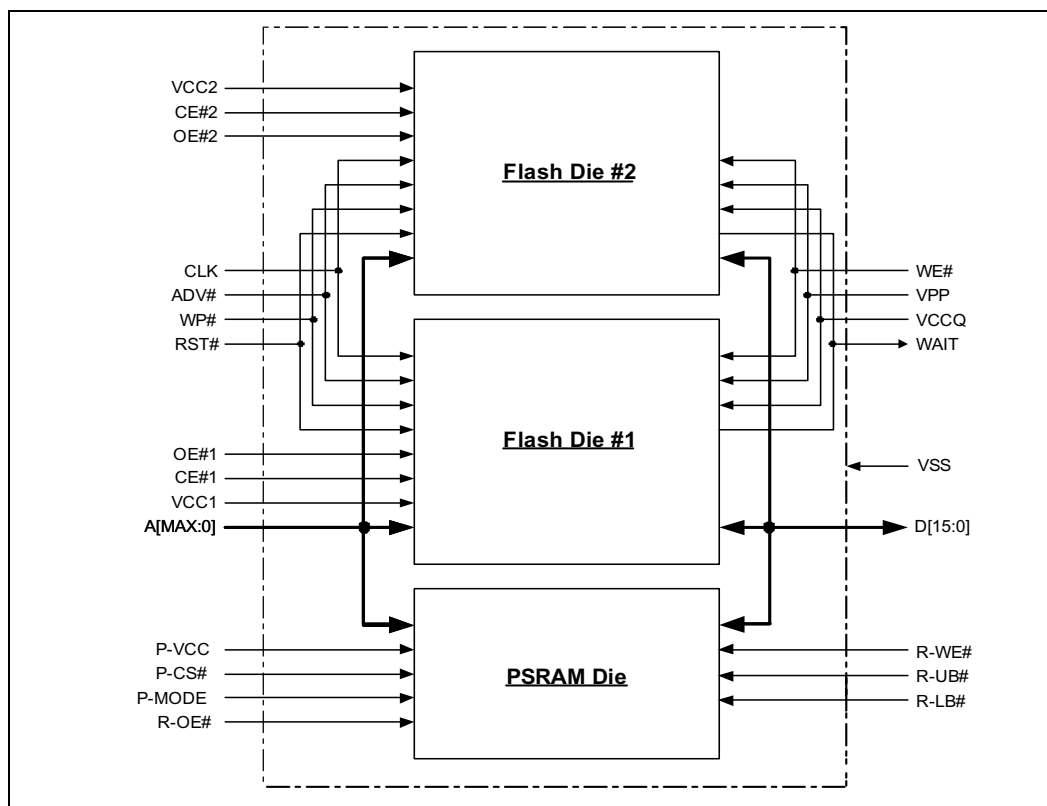 VCC2
CE#2
OE#2
Flash Die #2
CLK
ADV#
WP#
RST#
WE#
VPP
VCCQ
WAIT
Flash Die #1
OE#1
CE#1
VCC1
A[MAX:0]
VSS
D[15:0]
P-VCC
P-CS#
P-MODE
R-OE#
PSRAM Die
R-WE#
R-UB#
R-LB#